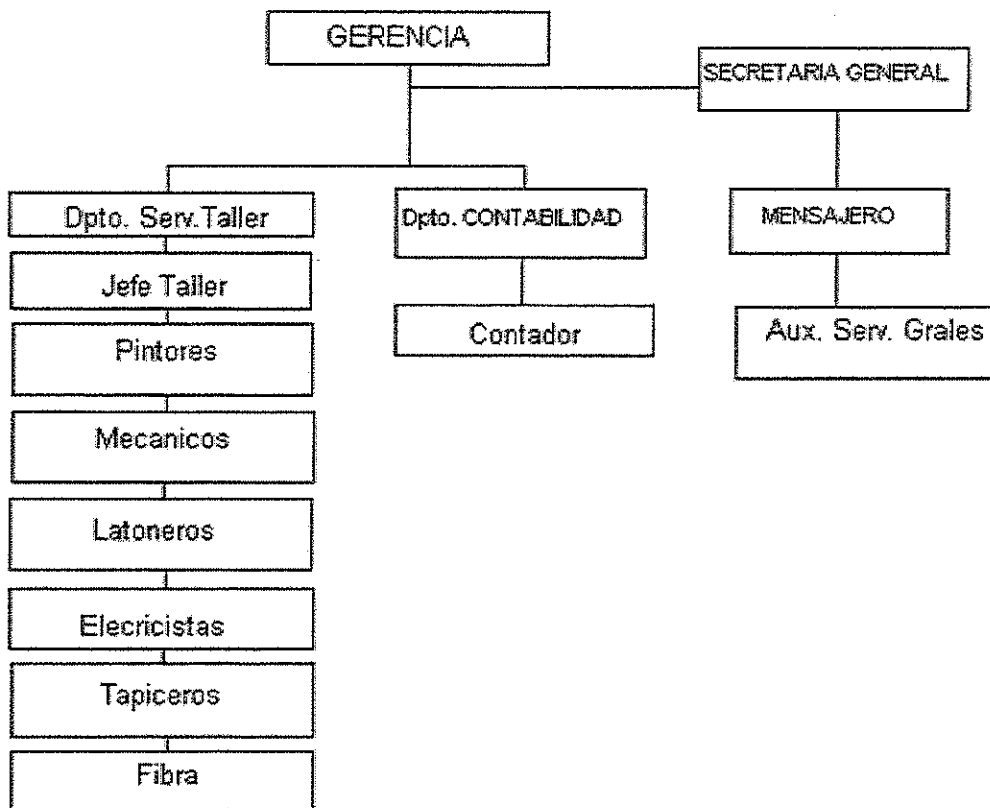 GERENCIA
SECRETARIA GENERAL
Dpto. Serv.Taller
Dpto. CONTABILIDAD
MENSAJERO
Jefe Taller
Contador
Aux. Serv. Grales
Pintores
Mecanicos
Latoneros
Elecricistas
Tapiceros
Fibra